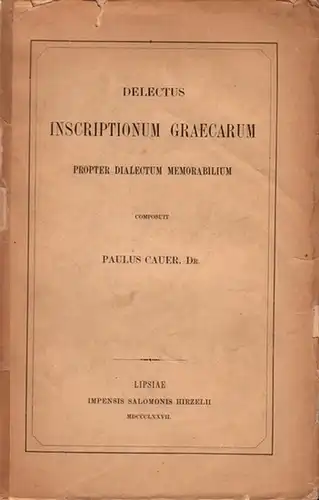 DELECTUS
INSCRIPTIONUM GRAECARUM
PROPTER DIALECTUM MEMORABILIUM
COMPOSUIT
PAULUS CAUER, DR.
LIPSIAE
IMPENSIS SALOMONIS HIRZELII
MDCCCLXXVII.